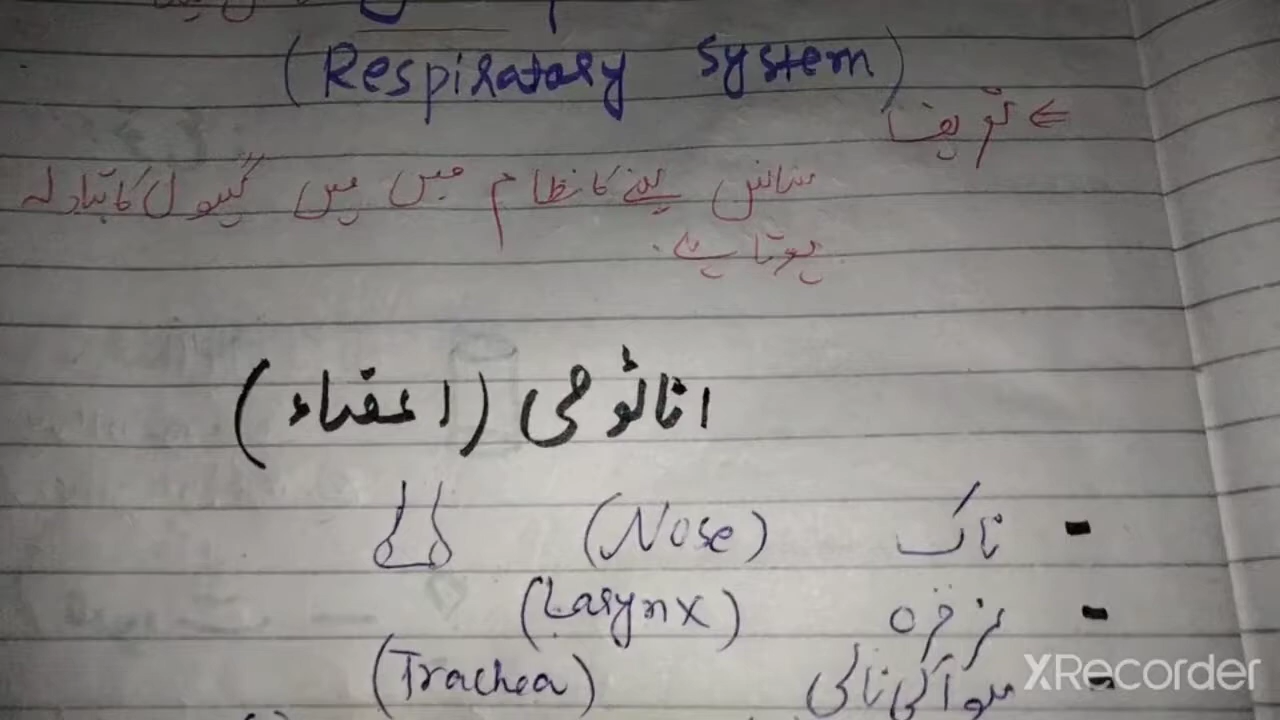 (Respiratory System)
⇐ تعریف
سانس لینے کا نظام جس میں گیسوں کا تبادلہ
ہوتا ہے۔
اناٹومی (اعضاء)
- ناک (Nose)
- نرخرہ (Larynx)
- ہوا کی نالی (Trachea)
XRecorder